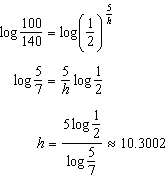 log 100/140 = log(1/2)^(5/h)
log 5/7 = 5/h log 1/2
h = (5 log 1/2)/(log 5/7) ≈ 10.3002